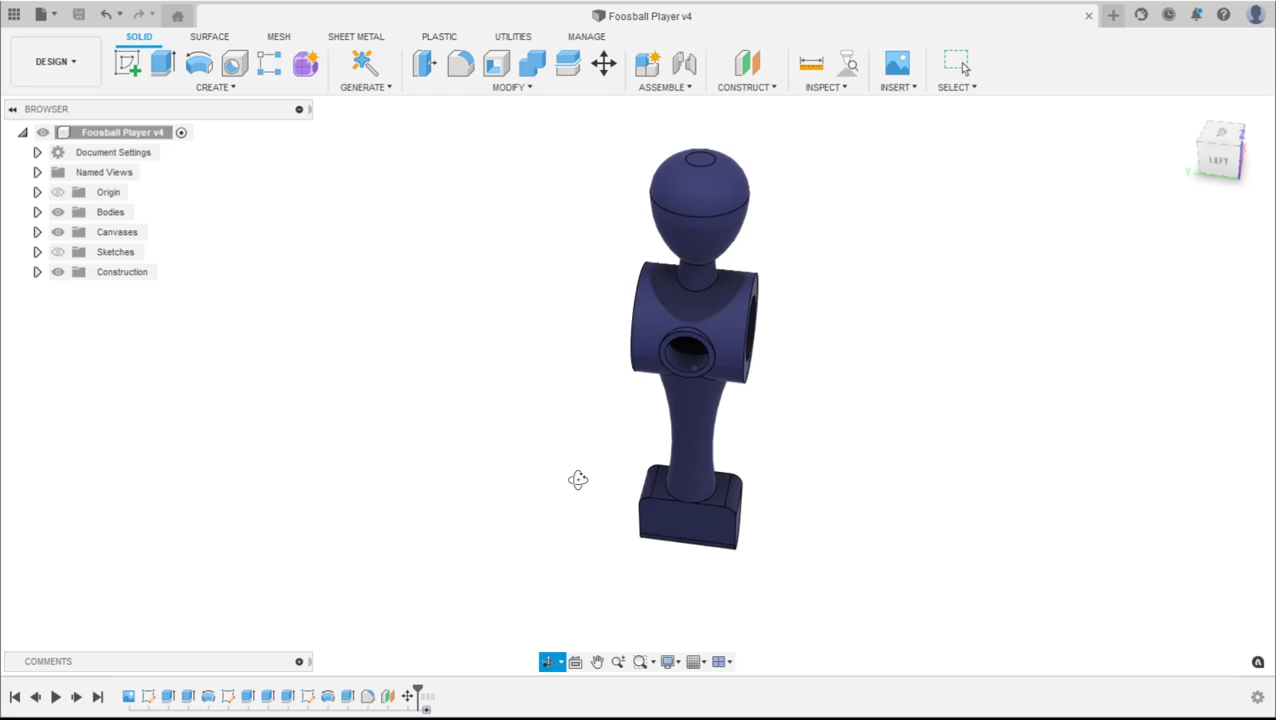 Foosball Player v4
SOLID SURFACE MESH SHEET METAL PLASTIC UTILITIES MANAGE
DESIGN
CREATE GENERATE MODIFY ASSEMBLE CONSTRUCT INSPECT INSERT SELECT
BROWSER
Foosball Player v4
Document Settings
Named Views
Origin
Bodies
Canvases
Sketches
Construction
Z
LEFT
Y
COMMENTS